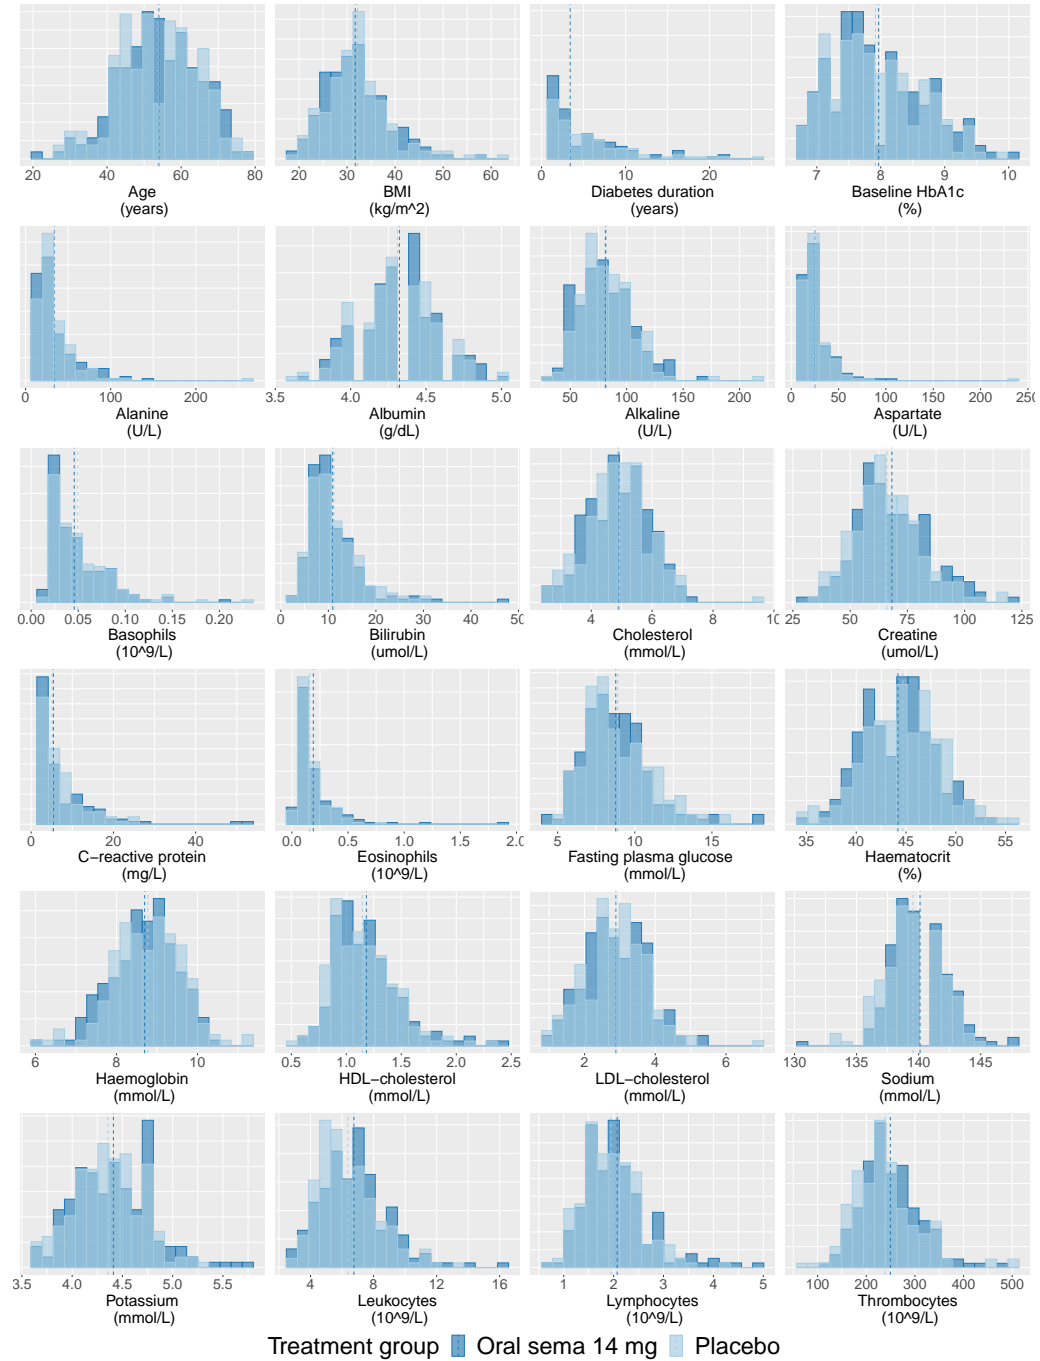 20 40 60 80
Age
(years)
20 30 40 50 60
BMI
(kg/m^2)
0 10 20
Diabetes duration
(years)
7 8 9 10
Baseline HbA1c
(%)
0 100 200
Alanine
(U/L)
3.5 4.0 4.5 5.0
Albumin
(g/dL)
50 100 150 200
Alkaline
(U/L)
0 50 100 150 200 250
Aspartate
(U/L)
0.00 0.05 0.10 0.15 0.20
Basophils
(10^9/L)
0 10 20 30 40 50
Bilirubin
(umol/L)
4 6 8 10
Cholesterol
(mmol/L)
25 50 75 100 125
Creatine
(umol/L)
0 20 40
C−reactive protein
(mg/L)
0.0 0.5 1.0 1.5 2.0
Eosinophils
(10^9/L)
5 10 15
Fasting plasma glucose
(mmol/L)
35 40 45 50 55
Haematocrit
(%)
6 8 10
Haemoglobin
(mmol/L)
0.5 1.0 1.5 2.0 2.5
HDL−cholesterol
(mmol/L)
2 4 6
LDL−cholesterol
(mmol/L)
130 135 140 145
Sodium
(mmol/L)
3.5 4.0 4.5 5.0 5.5
Potassium
(mmol/L)
4 8 12 16
Leukocytes
(10^9/L)
1 2 3 4 5
Lymphocytes
(10^9/L)
100 200 300 400 500
Thrombocytes
(10^9/L)
Treatment group Oral sema 14 mg Placebo